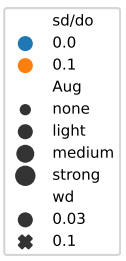 sd/do
0.0
0.1
Aug
none
light
medium
strong
wd
0.03
0.1